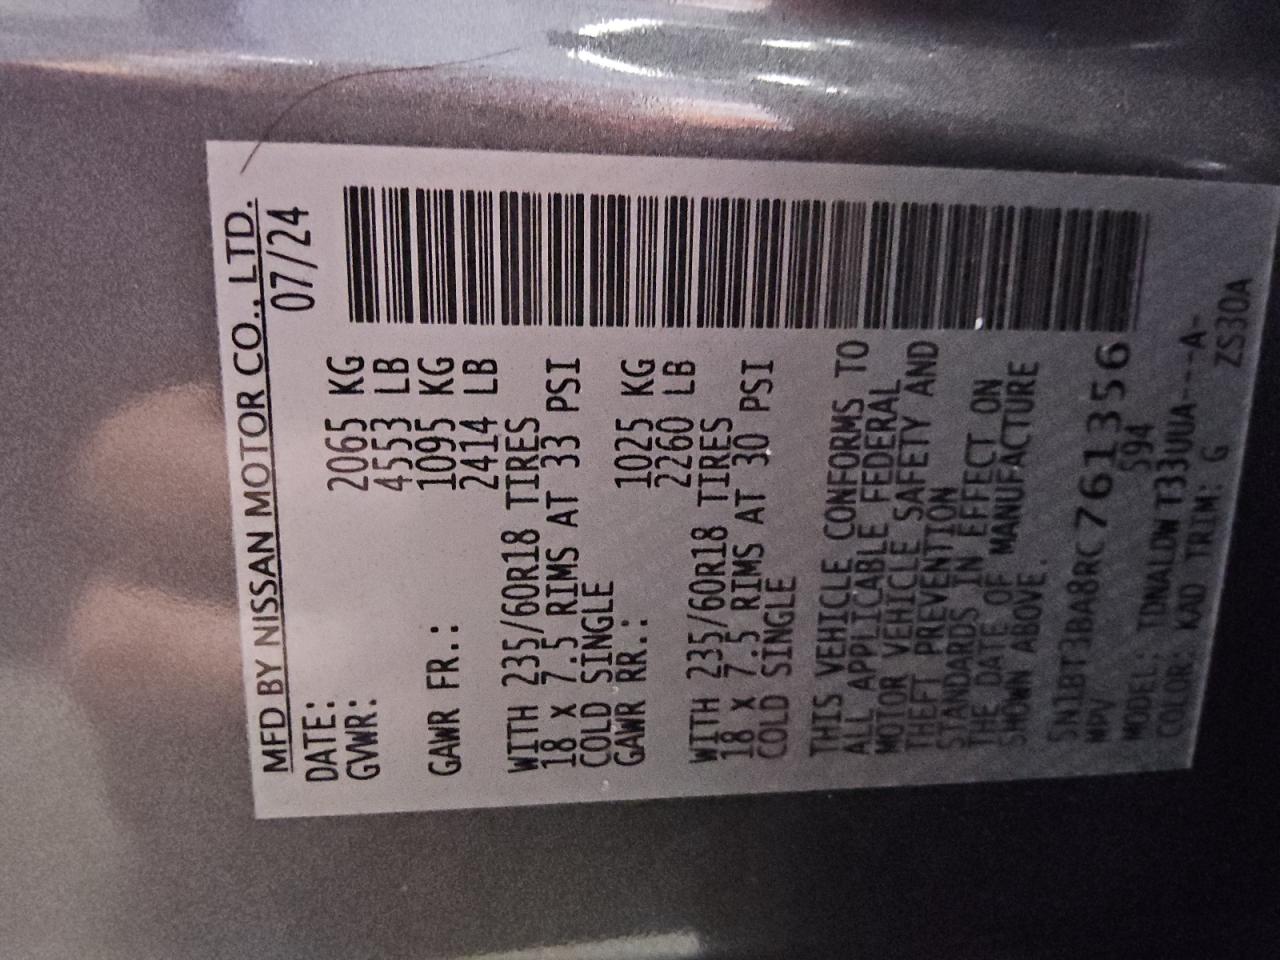 MFD BY NISSAN MOTOR CO., LTD.
DATE: 07/24
GVWR: 2065 KG
4553 LB
GAWR FR.: 1095 KG
2414 LB
WITH 235/60R18 TIRES
18 X 7.5 RIMS AT 33 PSI
COLD SINGLE
GAWR RR.: 1025 KG
2260 LB
WITH 235/60R18 TIRES
18 X 7.5 RIMS AT 30 PSI
COLD SINGLE
THIS VEHICLE CONFORMS TO
ALL APPLICABLE FEDERAL
MOTOR VEHICLE SAFETY AND
THEFT PREVENTION
STANDARDS IN EFFECT ON
THE DATE OF MANUFACTURE
SHOWN ABOVE.
5N1BT3BA8RC761356
MPV 594
MODEL: TDNALDWT33UUA----A-
COLOR: KAD TRIM: G ZS30A